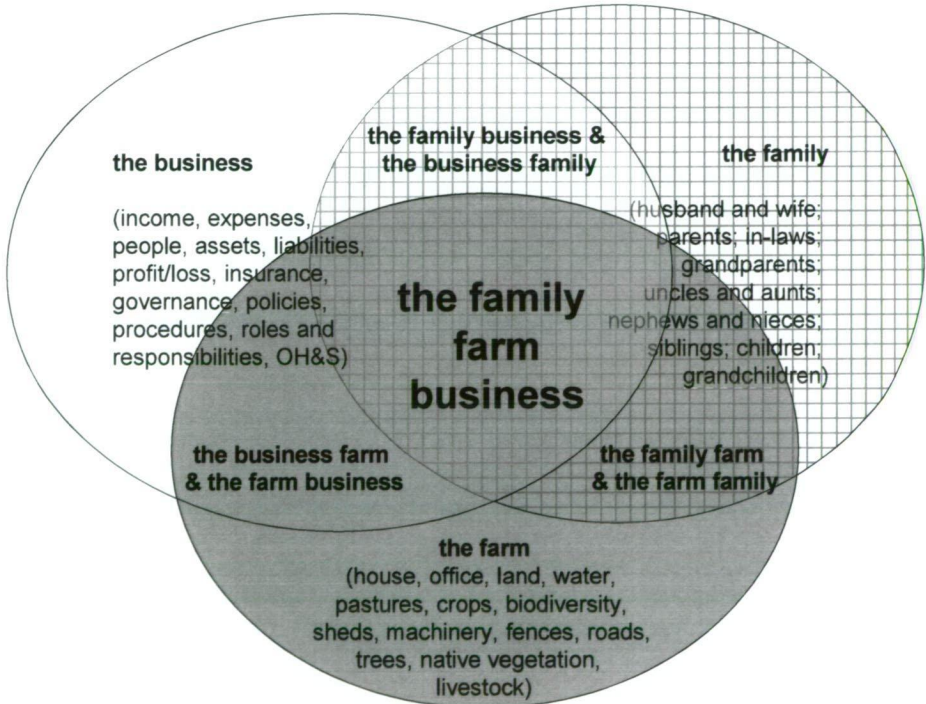 the family business &
the business family
the business
(income, expenses,
people, assets, liabilities,
profit/loss, insurance,
governance, policies,
procedures, roles and
responsibilities, OH&S)
the family
(husband and wife;
parents; in-laws;
grandparents;
uncles and aunts;
nephews and nieces;
siblings; children;
grandchildren)
the family
farm
business
the business farm
& the farm business
the family farm
& the farm family
the farm
(house, office, land, water,
pastures, crops, biodiversity,
sheds, machinery, fences, roads,
trees, native vegetation,
livestock)